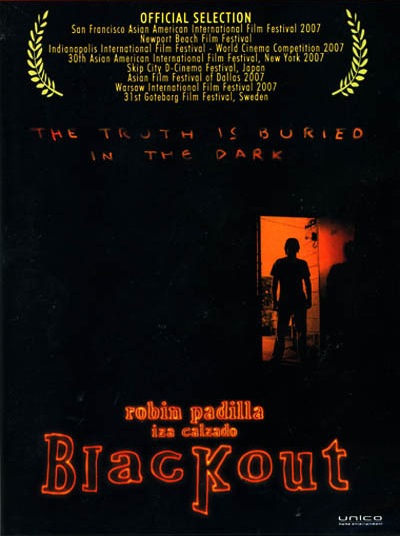 OFFICIAL SELECTION
San Francisco Asian American International Film Festival 2007
Newport Beach Film Festival
Indianapolis International Film Festival - World Cinema Competition 2007
30th Asian American International Film Festival, New York 2007
Skip City D-Cinema Festival, Japan
Asian Film Festival of Dallas 2007
Warsaw International Film Festival 2007
31st Goteborg Film Festival, Sweden
THE TRUTH IS BURIED
IN THE DARK
robin padilla
iza calzado
Blackout
unico
home entertainment